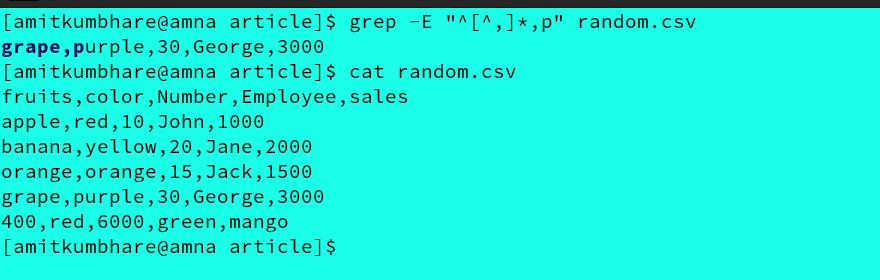 [amitkumbhare@amna article]$ grep -E "^[^,]*,p" random.csv
grape,purple,30,George,3000
[amitkumbhare@amna article]$ cat random.csv
fruits,color,Number,Employee,sales
apple,red,10,John,1000
banana,yellow,20,Jane,2000
orange,orange,15,Jack,1500
grape,purple,30,George,3000
400,red,6000,green,mango
[amitkumbhare@amna article]$